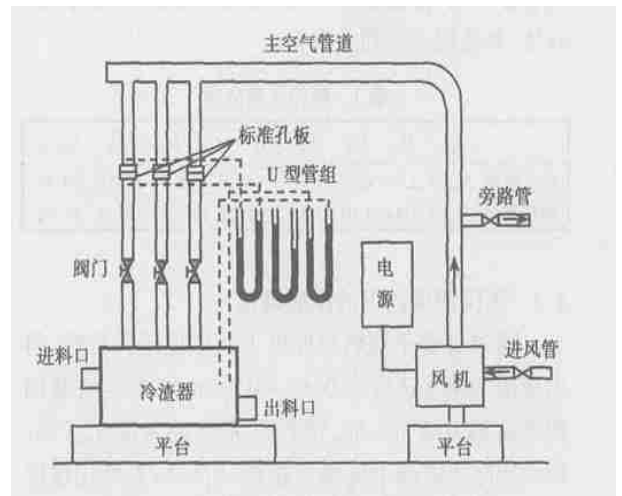 主空气管道
标准孔板
U型管组
旁路管
阀门
电源
进料口
进风管
冷渣器
风机
出料口
平台
平台